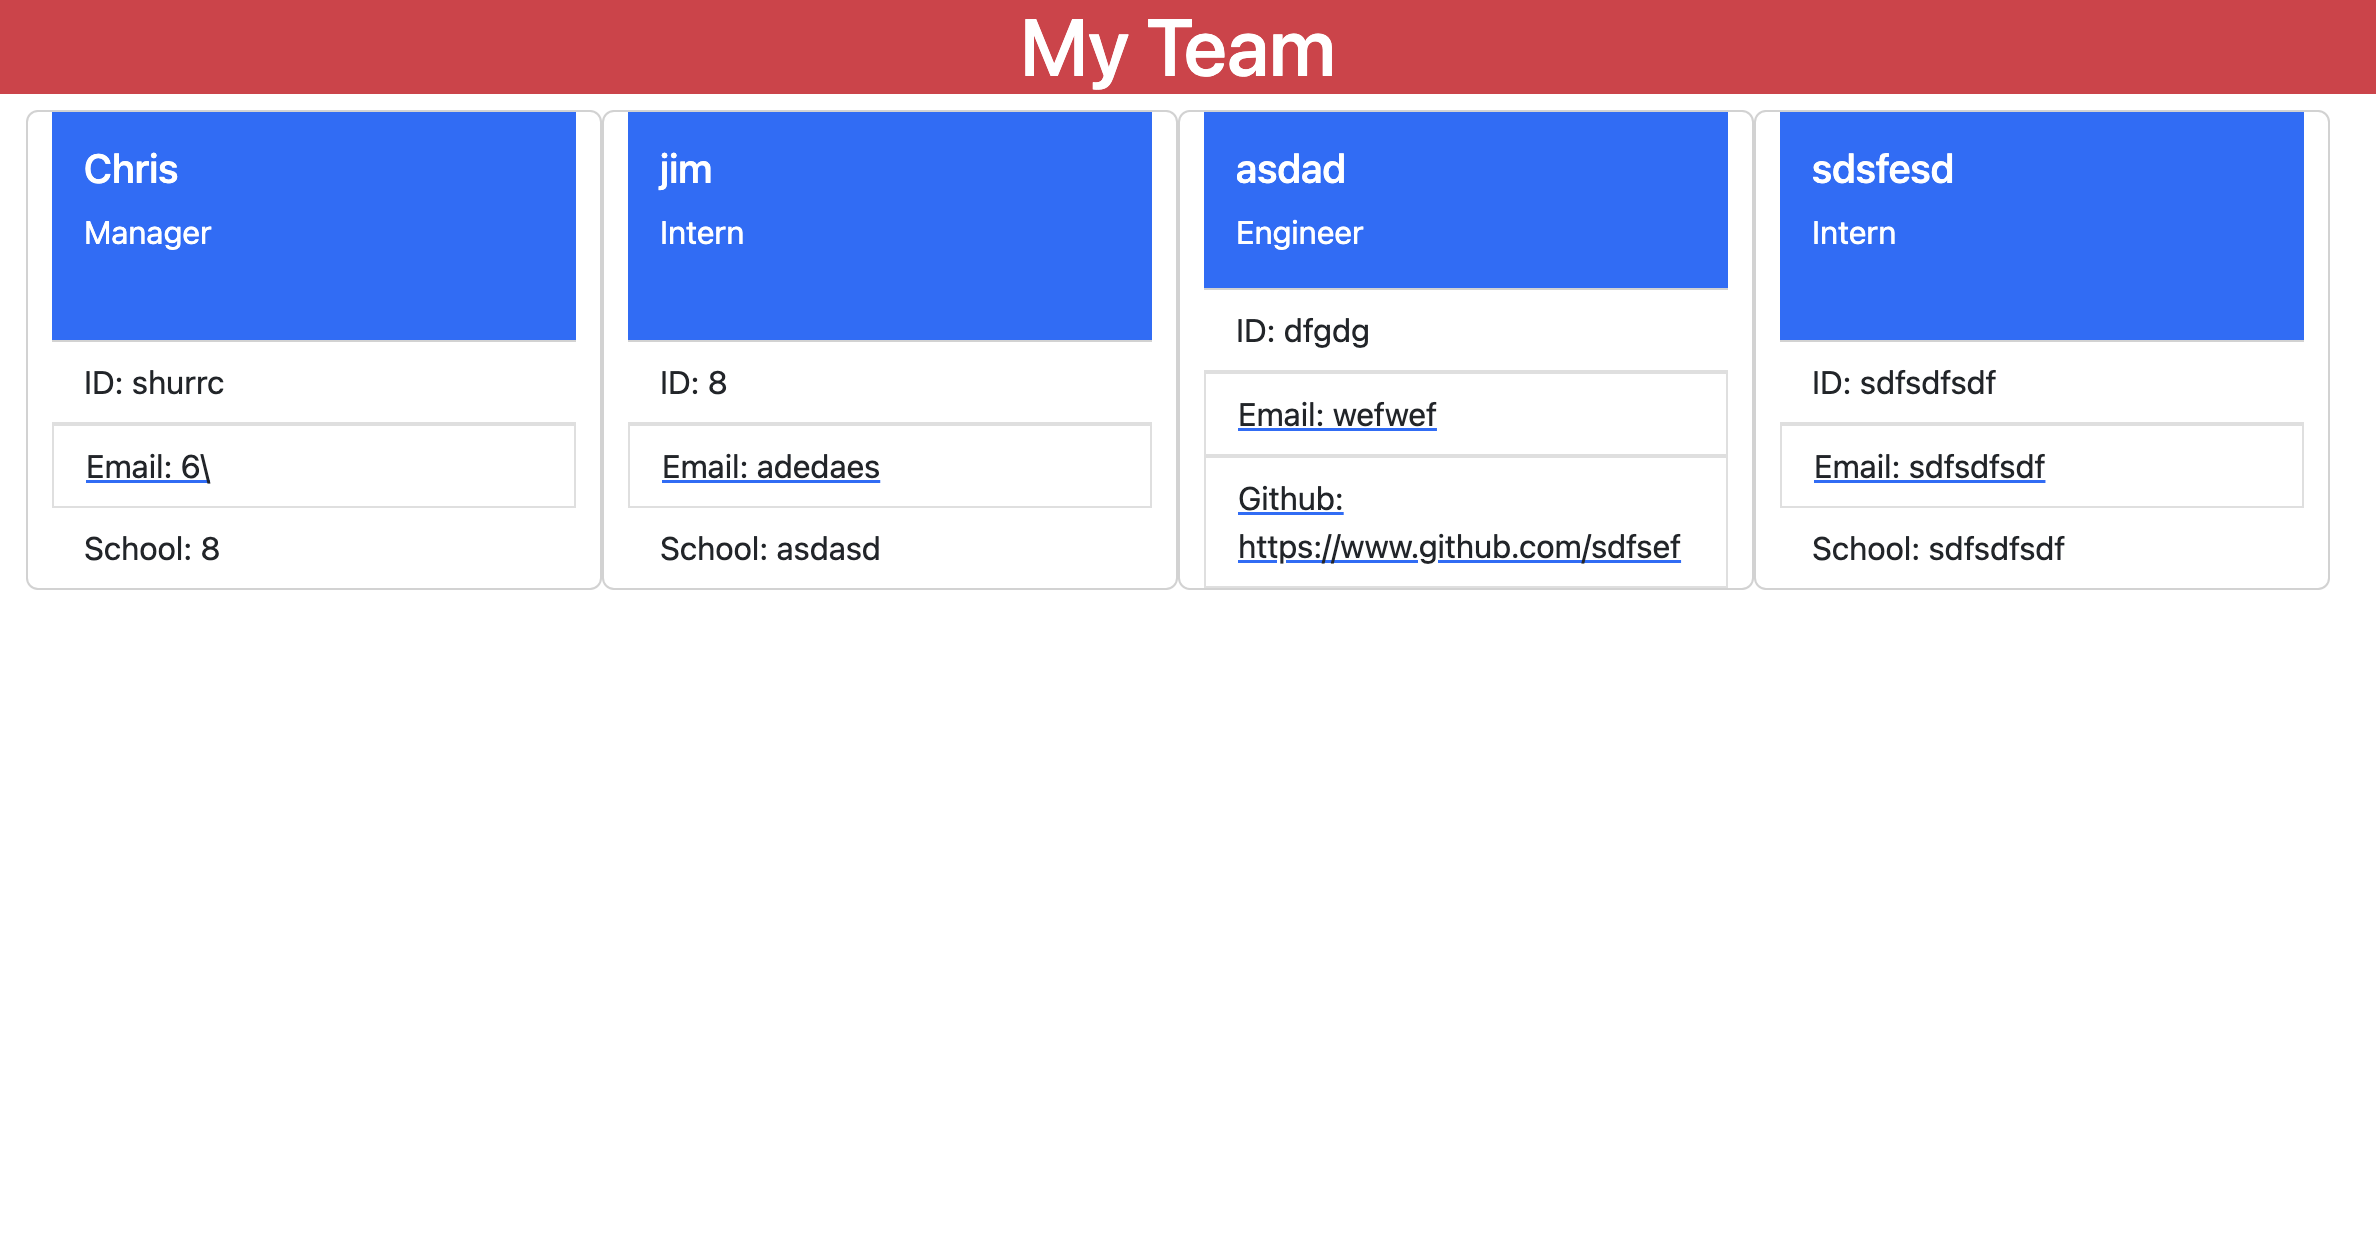 My Team
Chris
Manager
ID: shurrc
Email: 6\
School: 8
jim
Intern
ID: 8
Email: adedaes
School: asdasd
asdad
Engineer
ID: dfgdg
Email: wefwef
Github:
https://www.github.com/sdfsef
sdsfesd
Intern
ID: sdfsdfsdf
Email: sdfsdfsdf
School: sdfsdfsdf